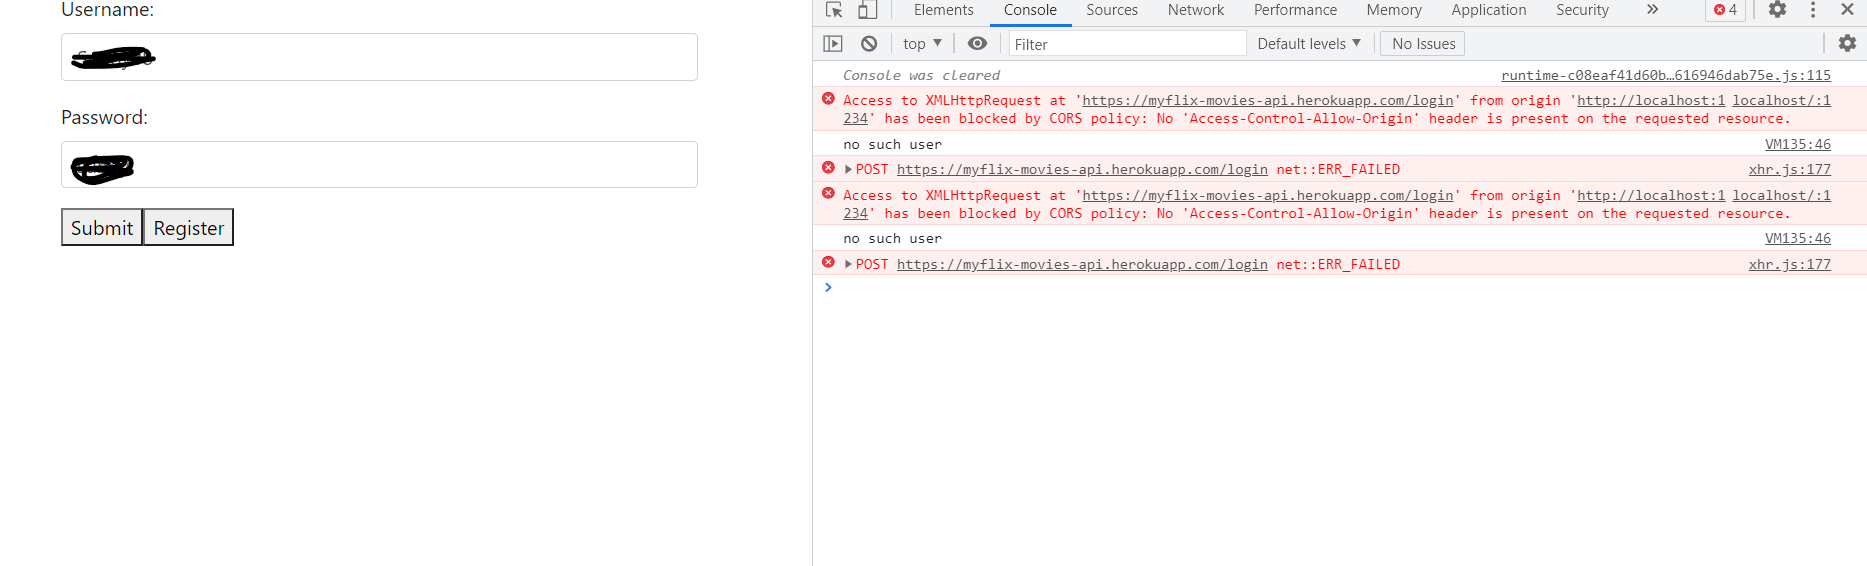 Username:
Password:
Submit Register
Elements Console Sources Network Performance Memory Application Security » 4
top Filter Default levels No Issues
Console was cleared runtime-c08eaf41d60b…616946dab75e.js:115
Access to XMLHttpRequest at 'https://myflix-movies-api.herokuapp.com/login' from origin 'http://localhost:1 localhost/:1
234' has been blocked by CORS policy: No 'Access-Control-Allow-Origin' header is present on the requested resource.
no such user VM135:46
POST https://myflix-movies-api.herokuapp.com/login net::ERR_FAILED xhr.js:177
Access to XMLHttpRequest at 'https://myflix-movies-api.herokuapp.com/login' from origin 'http://localhost:1 localhost/:1
234' has been blocked by CORS policy: No 'Access-Control-Allow-Origin' header is present on the requested resource.
no such user VM135:46
POST https://myflix-movies-api.herokuapp.com/login net::ERR_FAILED xhr.js:177